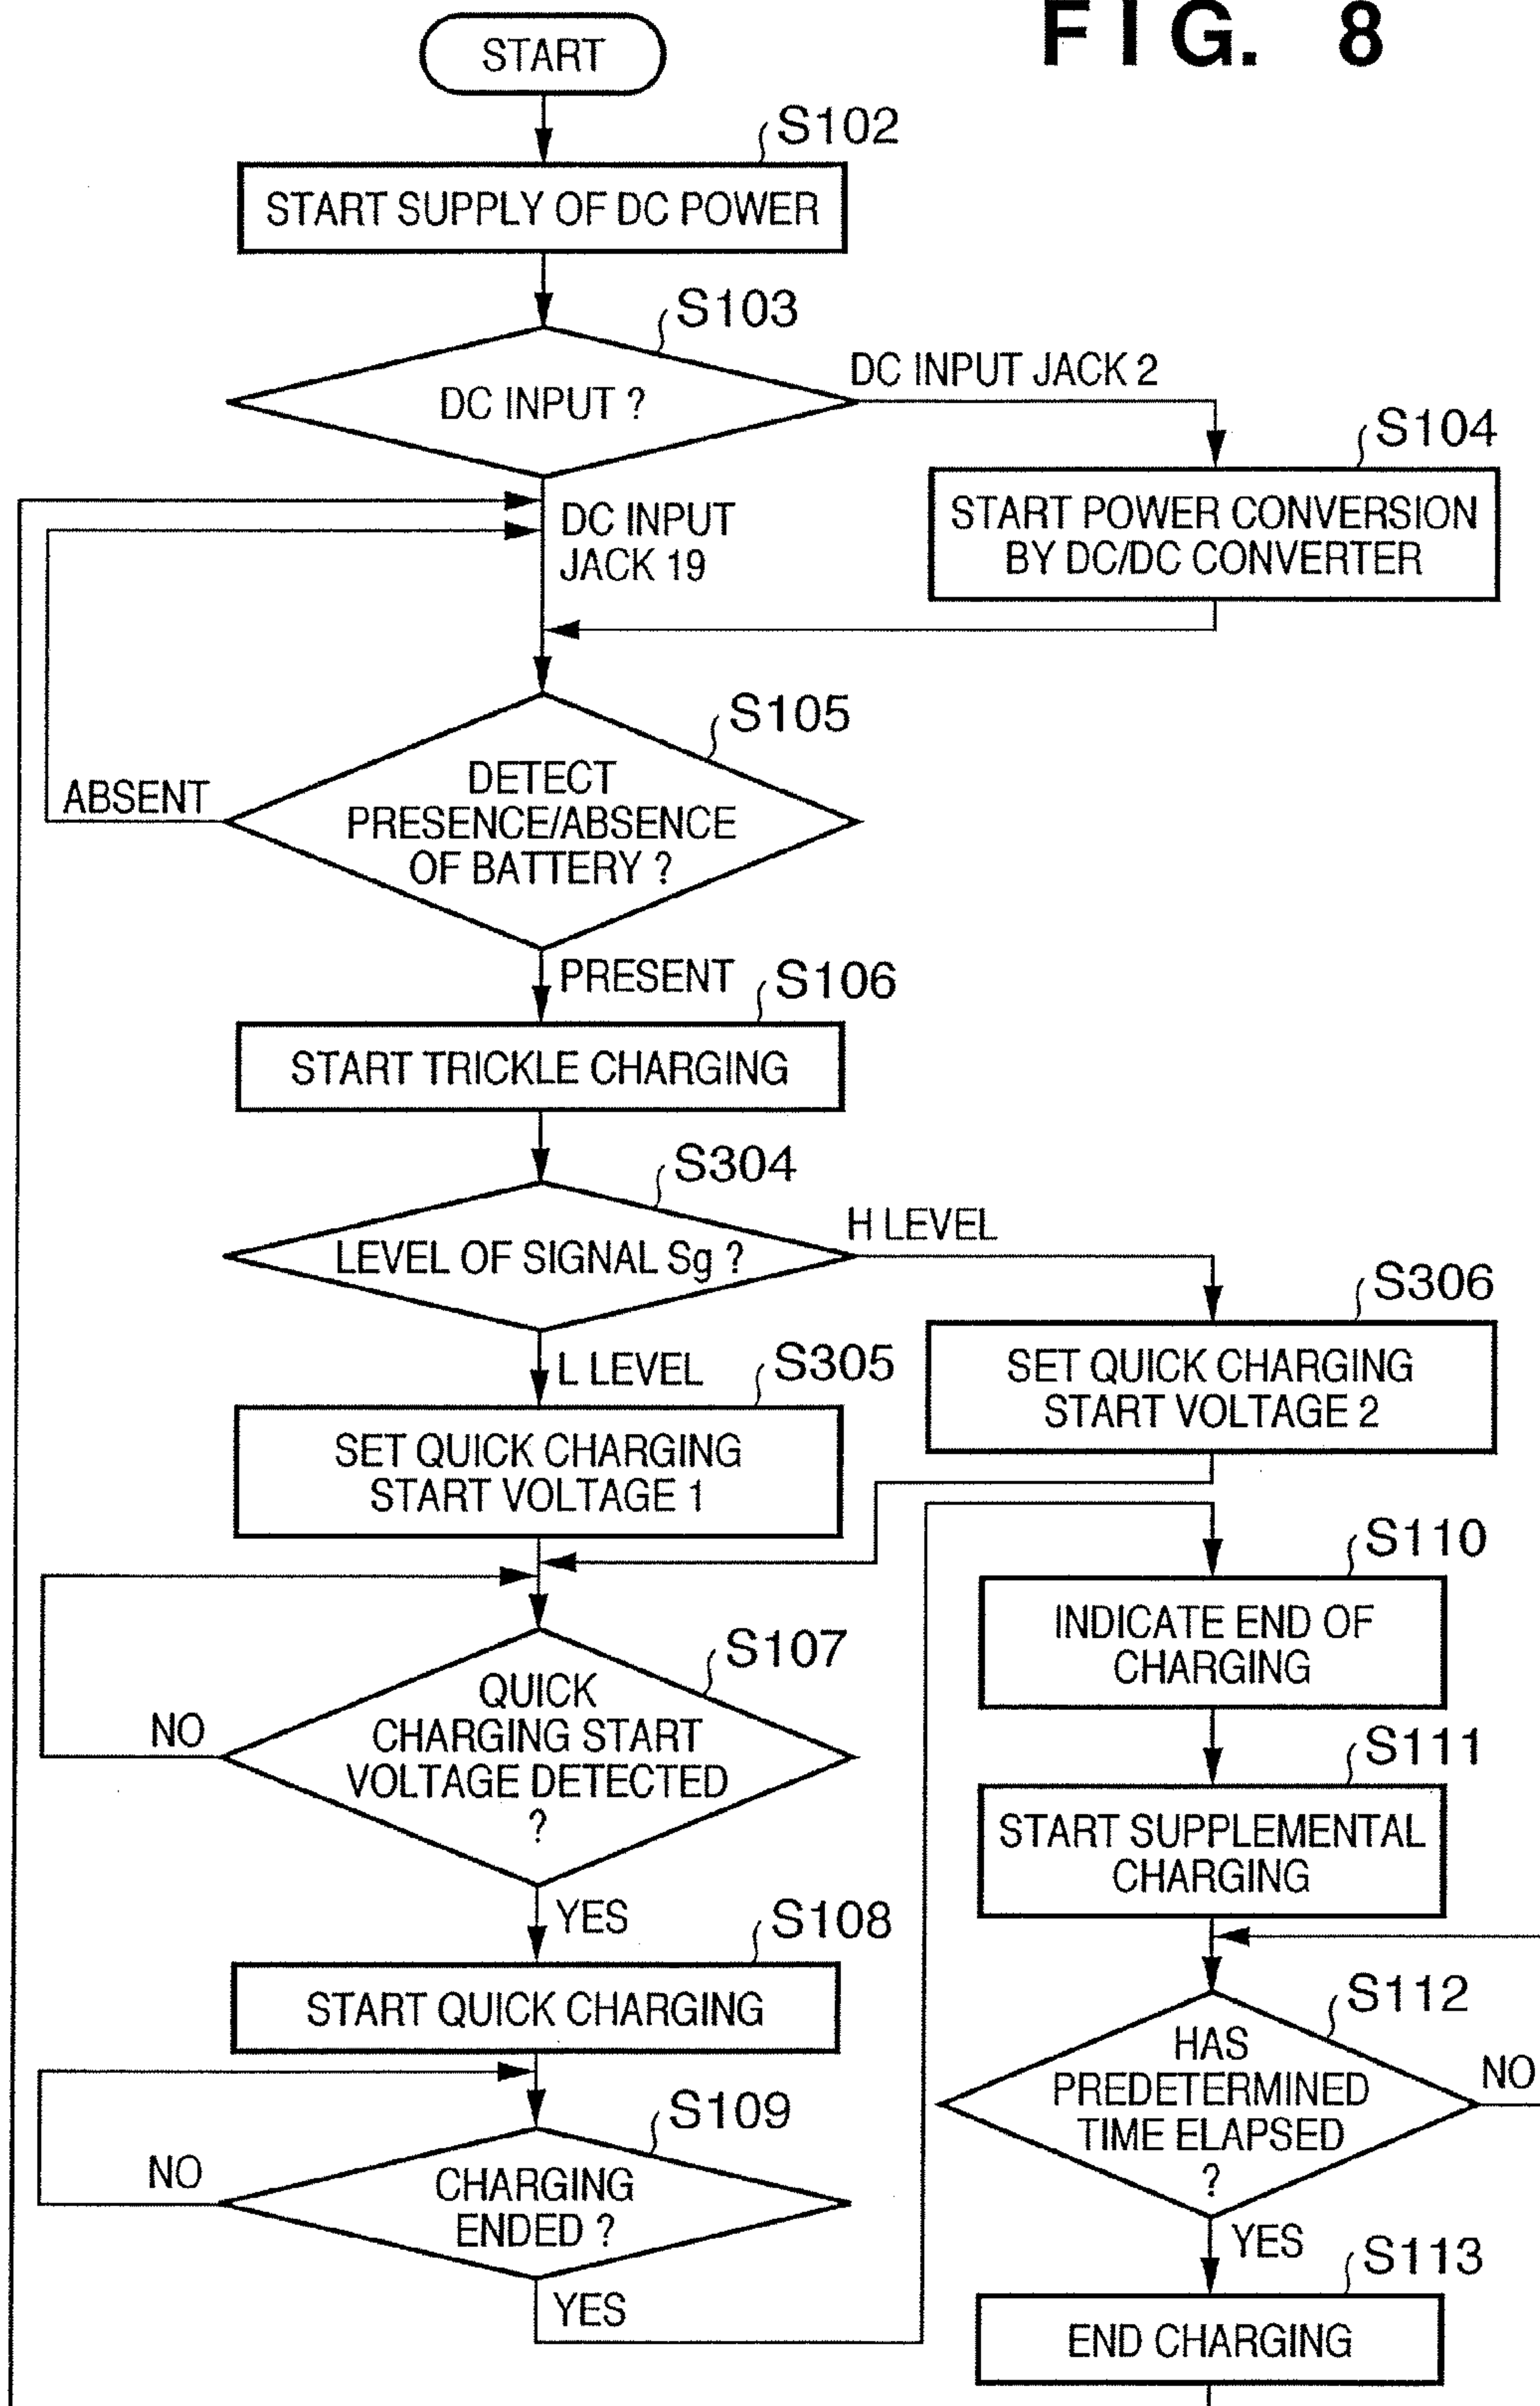 FIG. 8
START
S102
START SUPPLY OF DC POWER
S103
DC INPUT ?
DC INPUT JACK 2
S104
START POWER CONVERSION
BY DC/DC CONVERTER
DC INPUT
JACK 19
S105
DETECT
PRESENCE/ABSENCE
OF BATTERY ?
ABSENT
PRESENT
S106
START TRICKLE CHARGING
S304
LEVEL OF SIGNAL Sg ?
H LEVEL
S306
SET QUICK CHARGING
START VOLTAGE 2
L LEVEL
S305
SET QUICK CHARGING
START VOLTAGE 1
S107
QUICK
CHARGING START
VOLTAGE DETECTED
?
NO
YES
S108
START QUICK CHARGING
S109
CHARGING
ENDED ?
NO
YES
S110
INDICATE END OF
CHARGING
S111
START SUPPLEMENTAL
CHARGING
S112
HAS
PREDETERMINED
TIME ELAPSED
?
NO
YES
S113
END CHARGING